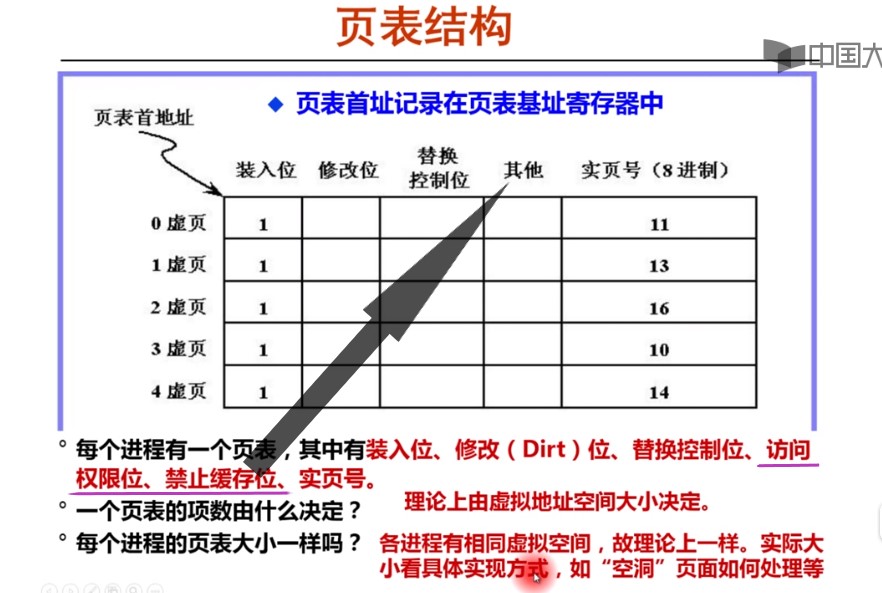 页表结构
中国大
◆ 页表首址记录在页表基址寄存器中
页表首地址
装入位 修改位 替换控制位 其他 实页号（8进制）
0虚页 1 11
1虚页 1 13
2虚页 1 16
3虚页 1 10
4虚页 1 14
° 每个进程有一个页表，其中有装入位、修改（Dirt）位、替换控制位、访问
权限位、禁止缓存位、实页号。
° 一个页表的项数由什么决定？ 理论上由虚拟地址空间大小决定。
° 每个进程的页表大小一样吗？ 各进程有相同虚拟空间，故理论上一样。实际大
小看具体实现方式，如“空洞”页面如何处理等